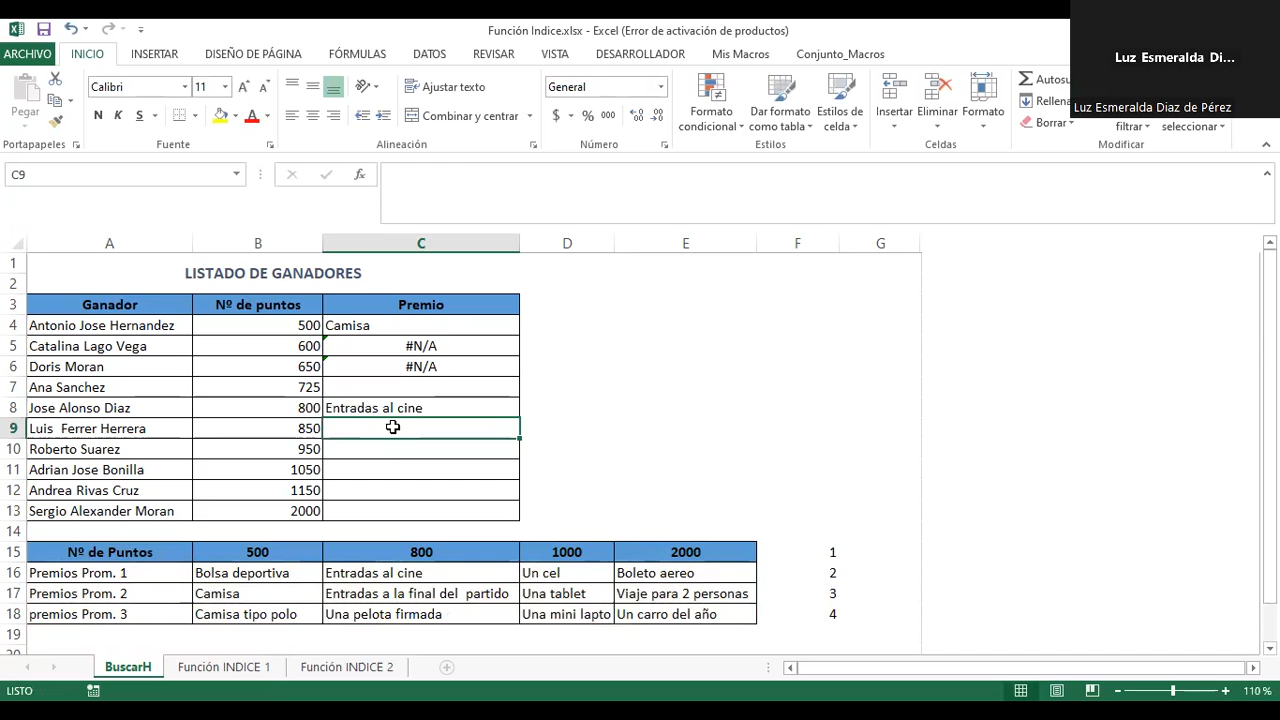 Función Indice.xlsx - Excel (Error de activación de productos)
Luz Esmeralda Di...
Luz Esmeralda Diaz de Pérez
ARCHIVO INICIO INSERTAR DISEÑO DE PÁGINA FÓRMULAS DATOS REVISAR VISTA DESARROLLADOR Mis Macros Conjunto_Macros
Pegar
Calibri 11
N K S
Ajustar texto
Combinar y centrar
General
$ % 000
Formato condicional
Dar formato como tabla
Estilos de celda
Insertar Eliminar Formato
Autosu
Rellena
Borrar
filtrar seleccionar
Portapapeles Fuente Alineación Número Estilos Celdas Modificar
C9 fx
A B C D E F G
1 LISTADO DE GANADORES
2
3 Ganador Nº de puntos Premio
4 Antonio Jose Hernandez 500 Camisa
5 Catalina Lago Vega 600 #N/A
6 Doris Moran 650 #N/A
7 Ana Sanchez 725
8 Jose Alonso Diaz 800 Entradas al cine
9 Luis Ferrer Herrera 850
10 Roberto Suarez 950
11 Adrian Jose Bonilla 1050
12 Andrea Rivas Cruz 1150
13 Sergio Alexander Moran 2000
14
15 Nº de Puntos 500 800 1000 2000 1
16 Premios Prom. 1 Bolsa deportiva Entradas al cine Un cel Boleto aereo 2
17 Premios Prom. 2 Camisa Entradas a la final del partido Una tablet Viaje para 2 personas 3
18 premios Prom. 3 Camisa tipo polo Una pelota firmada Una mini lapto Un carro del año 4
19
BuscarH Función INDICE 1 Función INDICE 2
LISTO 110 %